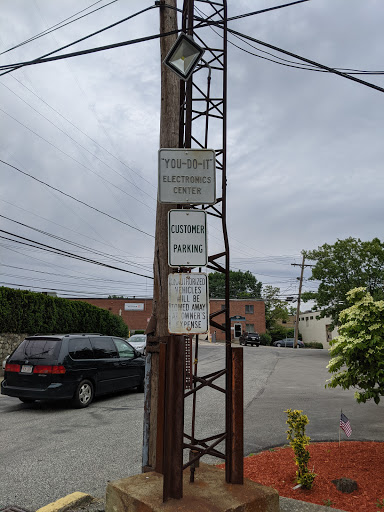 "YOU-DO-IT"
ELECTRONICS
CENTER
CUSTOMER
PARKING
UNAUTHORIZED
VEHICLES
WILL BE
TOWED AWAY
AT OWNER'S
EXPENSE